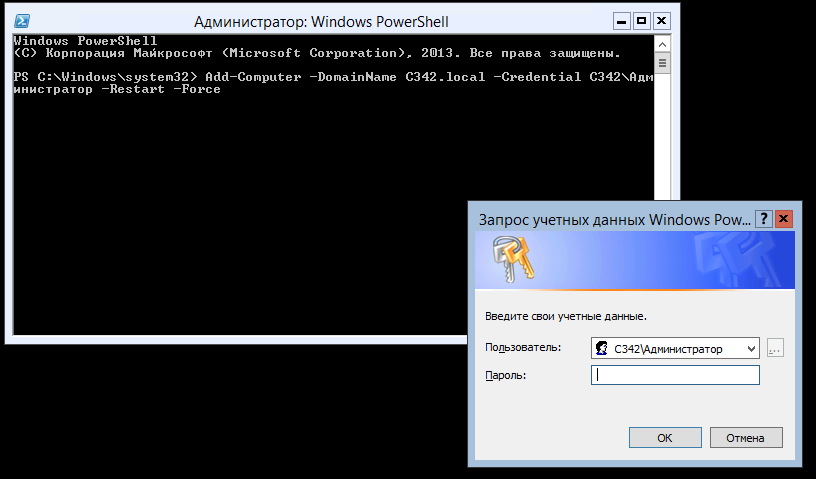 Администратор: Windows PowerShell
Windows PowerShell
(C) Корпорация Майкрософт (Microsoft Corporation), 2013. Все права защищены.
PS C:\Windows\system32> Add-Computer -DomainName C342.local -Credential C342\Адм
инистратор -Restart -Force
Запрос учетных данных Windows Pow... ?
Введите свои учетные данные.
Пользователь: C342\Администратор ...
Пароль:
OK Отмена